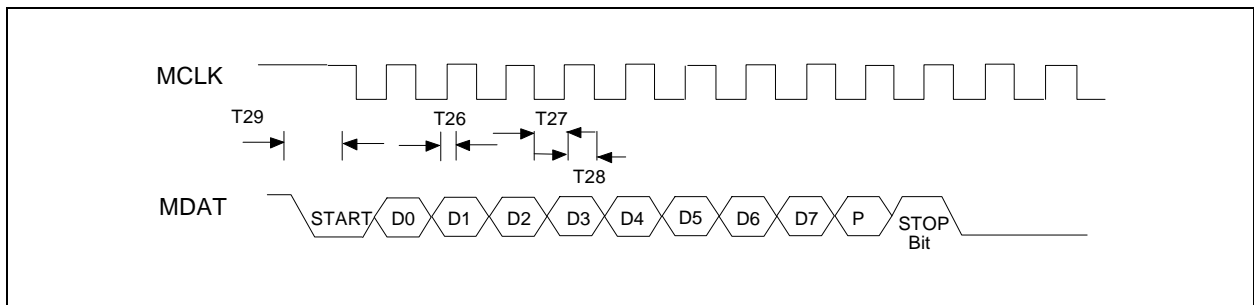 MCLK
T29 T26 T27
T28
MDAT
START D0 D1 D2 D3 D4 D5 D6 D7 P STOP
Bit